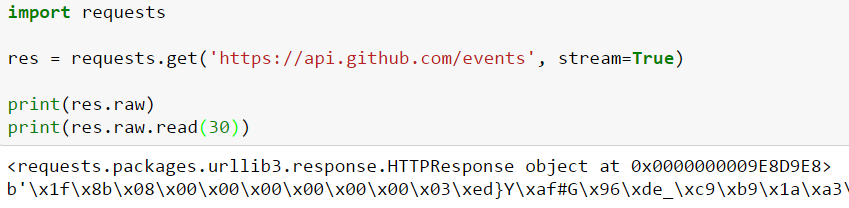 import requests
res = requests.get('https://api.github.com/events', stream=True)
print(res.raw)
print(res.raw.read(30))
<requests.packages.urllib3.response.HTTPResponse object at 0x0000000009E8D9E8>
b'\x1f\x8b\x08\x00\x00\x00\x00\x00\x00\x03\xed}Y\xaf#G\x96\xde_\xc9\xb9\x1a\xa3\